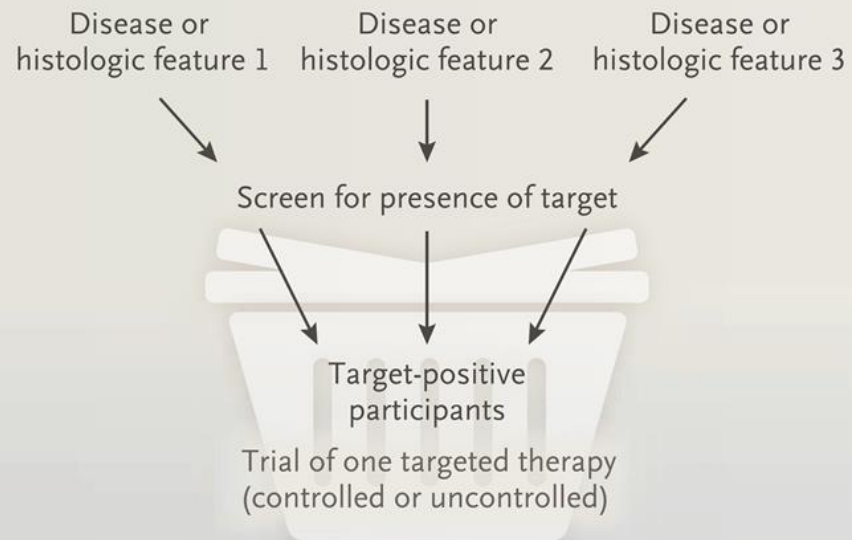 Disease or
histologic feature 1
Disease or
histologic feature 2
Disease or
histologic feature 3
Screen for presence of target
Target-positive
participants
Trial of one targeted therapy
(controlled or uncontrolled)